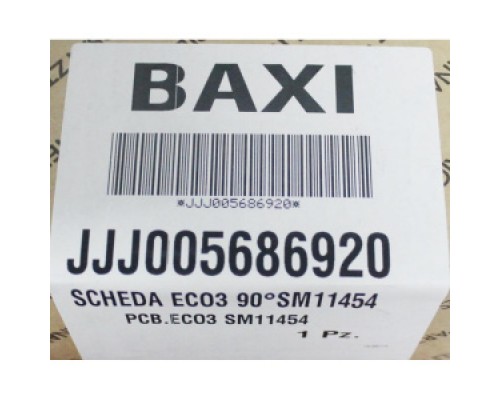 BAXI
*JJJ005686920*
JJJ005686920
SCHEDA ECO3 90°SM11454
PCB.ECO3 SM11454
1 Pz.